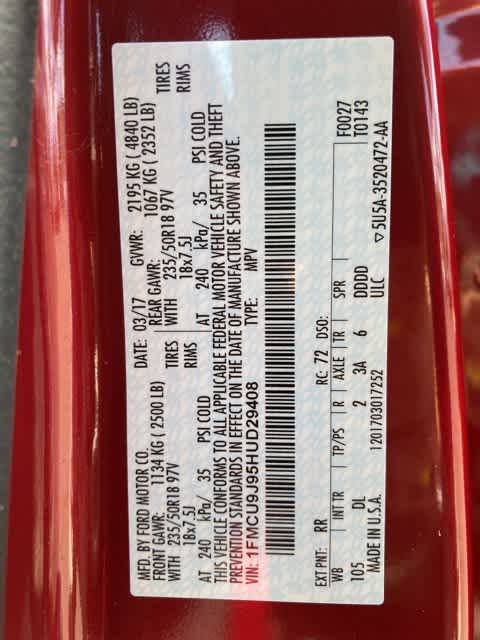 MFD. BY FORD MOTOR CO. DATE: 03/17 GVWR: 2195 KG ( 4840 LB)
FRONT GAWR: 1134 KG ( 2500 LB) REAR GAWR: 1067 KG ( 2352 LB)
WITH 235/50R18 97V TIRES WITH 235/50R18 97V TIRES
18x7.5J RIMS 18x7.5J RIMS
AT 240 kPa/ 35 PSI COLD AT 240 kPa/ 35 PSI COLD
THIS VEHICLE CONFORMS TO ALL APPLICABLE FEDERAL MOTOR VEHICLE SAFETY AND THEFT
PREVENTION STANDARDS IN EFFECT ON THE DATE OF MANUFACTURE SHOWN ABOVE.
VIN: 1FMCU9J95HUD29408 TYPE: MPV
EXT PNT: RR RC: 72 DSO: F0027
WB INT TR TP/PS R AXLE TR SPR T0143
105 DL 2 3A 6 DDDD
MADE IN U.S.A. 1201703017252 ULC ▽5U5A-3520472-AA